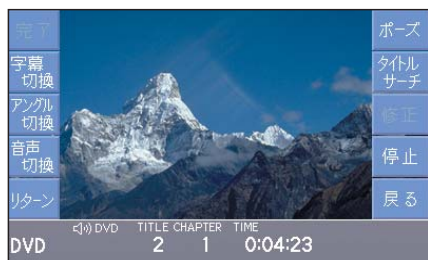 完了
字幕
切換
アングル
切換
音声
切換
リターン
ポーズ
タイトル
サーチ
修正
停止
戻る
DVD TITLE CHAPTER TIME
DVD 2 1 0:04:23